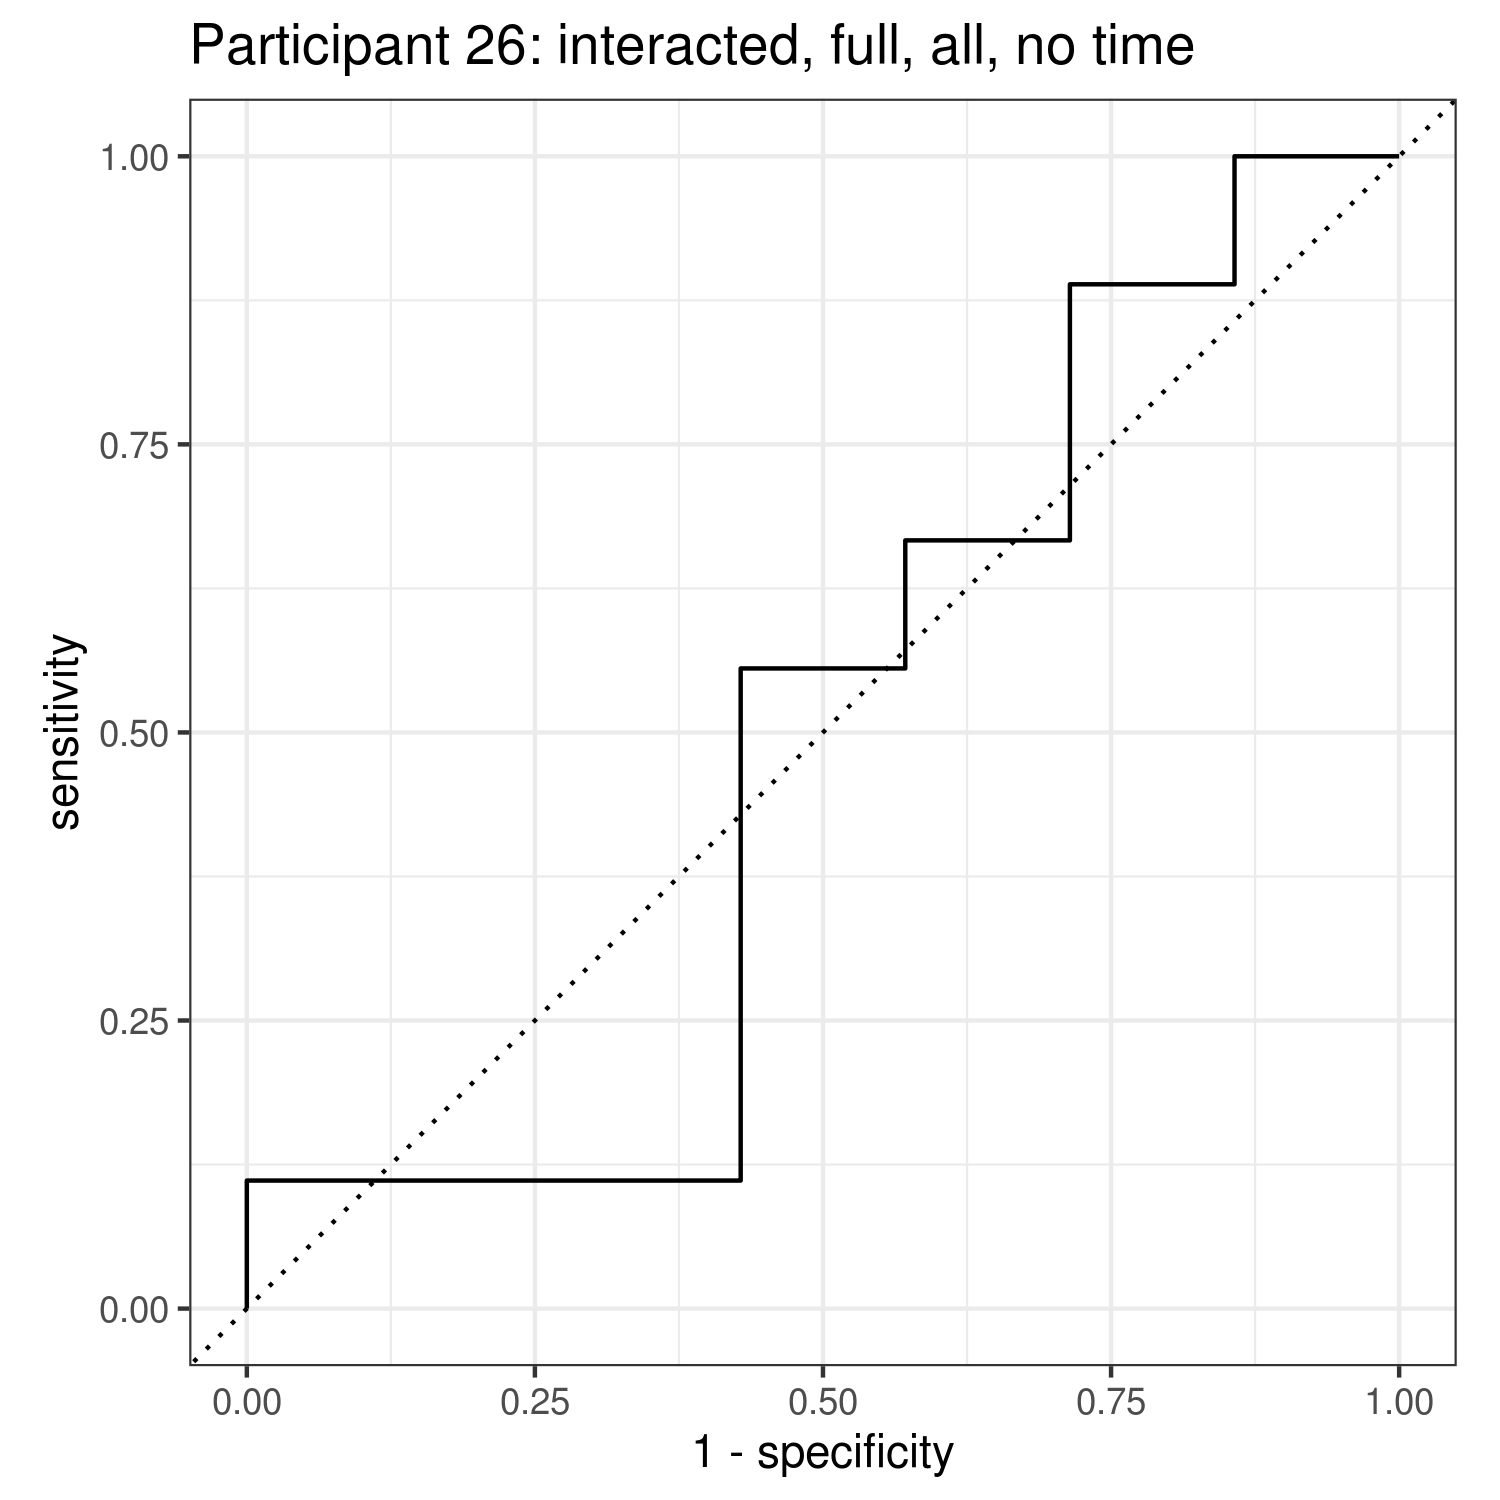 Participant 26: interacted, full, all, no time
1.00
0.75
0.50
0.25
0.00
sensitivity
0.00 0.25 0.50 0.75 1.00
1 - specificity